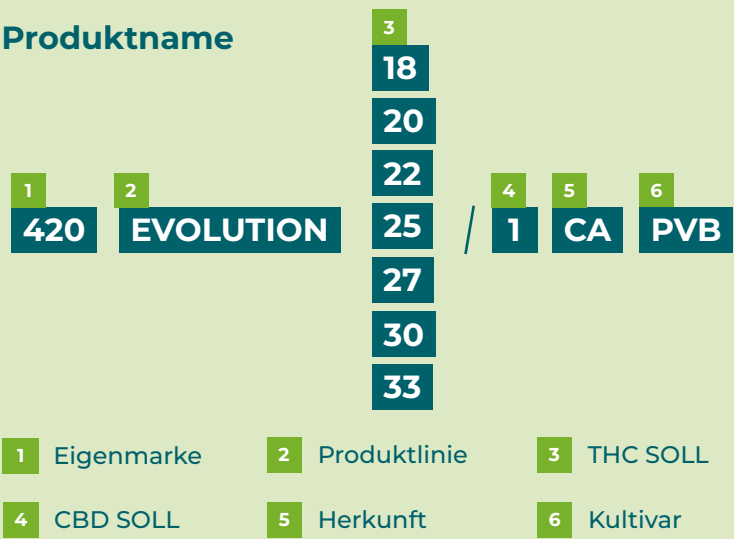 Produktname
3
18
20
22
1 2 4 5 6
420 EVOLUTION 25 / 1 CA PVB
27
30
33
1 Eigenmarke 2 Produktlinie 3 THC SOLL
4 CBD SOLL 5 Herkunft 6 Kultivar